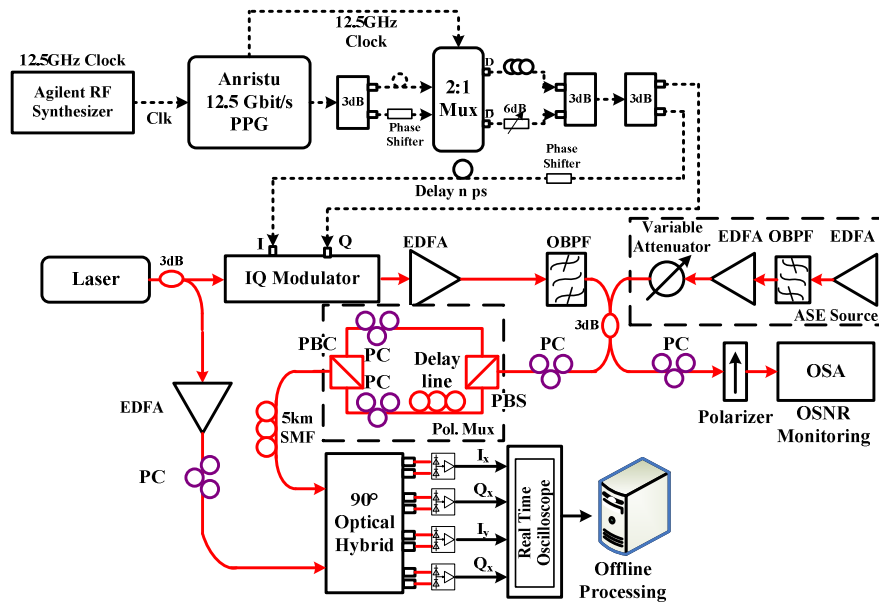 12.5GHz
Clock
12.5GHz Clock
Agilent RF
Synthesizer
Clk
Anristu
12.5 Gbit/s
PPG
3dB
Phase
Shifter
2:1
Mux
D
D̅
6dB
3dB
3dB
Phase
Shifter
Delay n ps
I
Q
Laser
3dB
IQ Modulator
EDFA
OBPF
Variable
Attenuator
EDFA
OBPF
EDFA
ASE Source
3dB
PBC
PC
PC
Delay
line
PBS
Pol. Mux
PC
PC
Polarizer
OSA
OSNR
Monitoring
EDFA
5km
SMF
PC
90°
Optical
Hybrid
Ix
Qx
Iy
Qx
Real Time
Oscilloscope
Offline
Processing